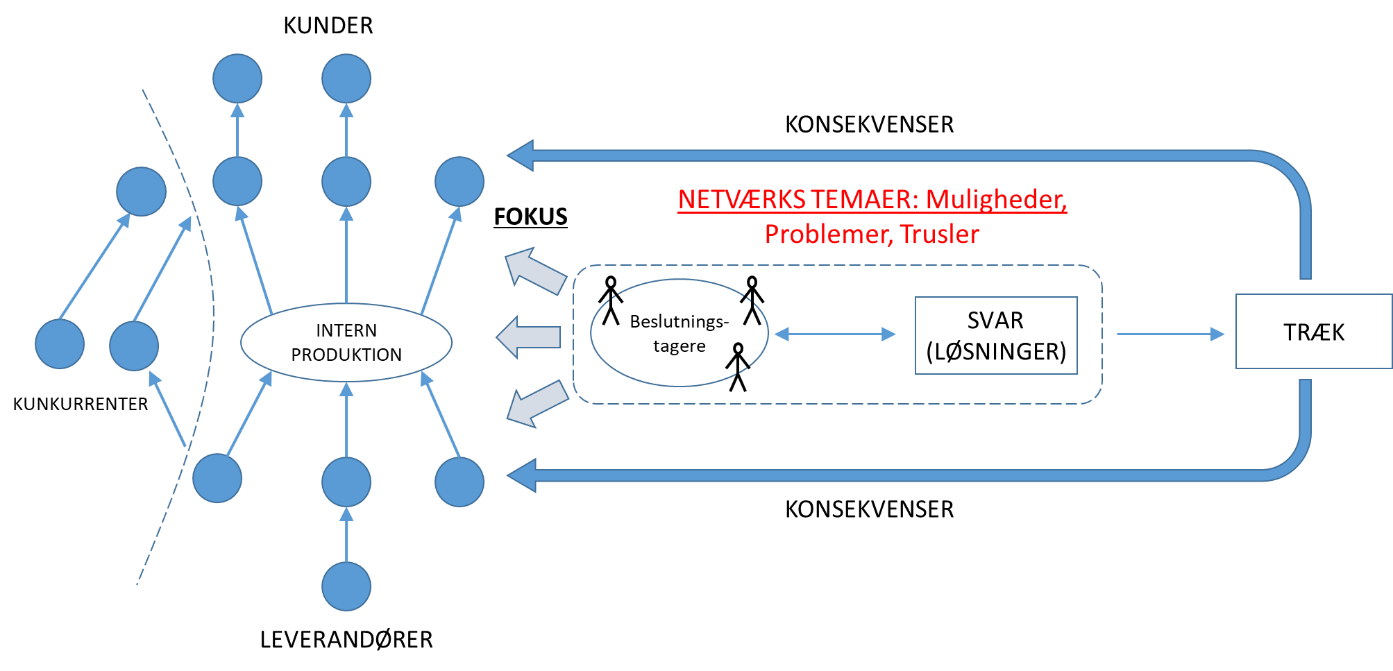 KUNDER
KONSEKVENSER
NETVÆRKS TEMAER: Muligheder,
Problemer, Trusler
FOKUS
INTERN
PRODUKTION
Beslutnings-
tagere
SVAR
(LØSNINGER)
TRÆK
KUNKURRENTER
KONSEKVENSER
LEVERANDØRER